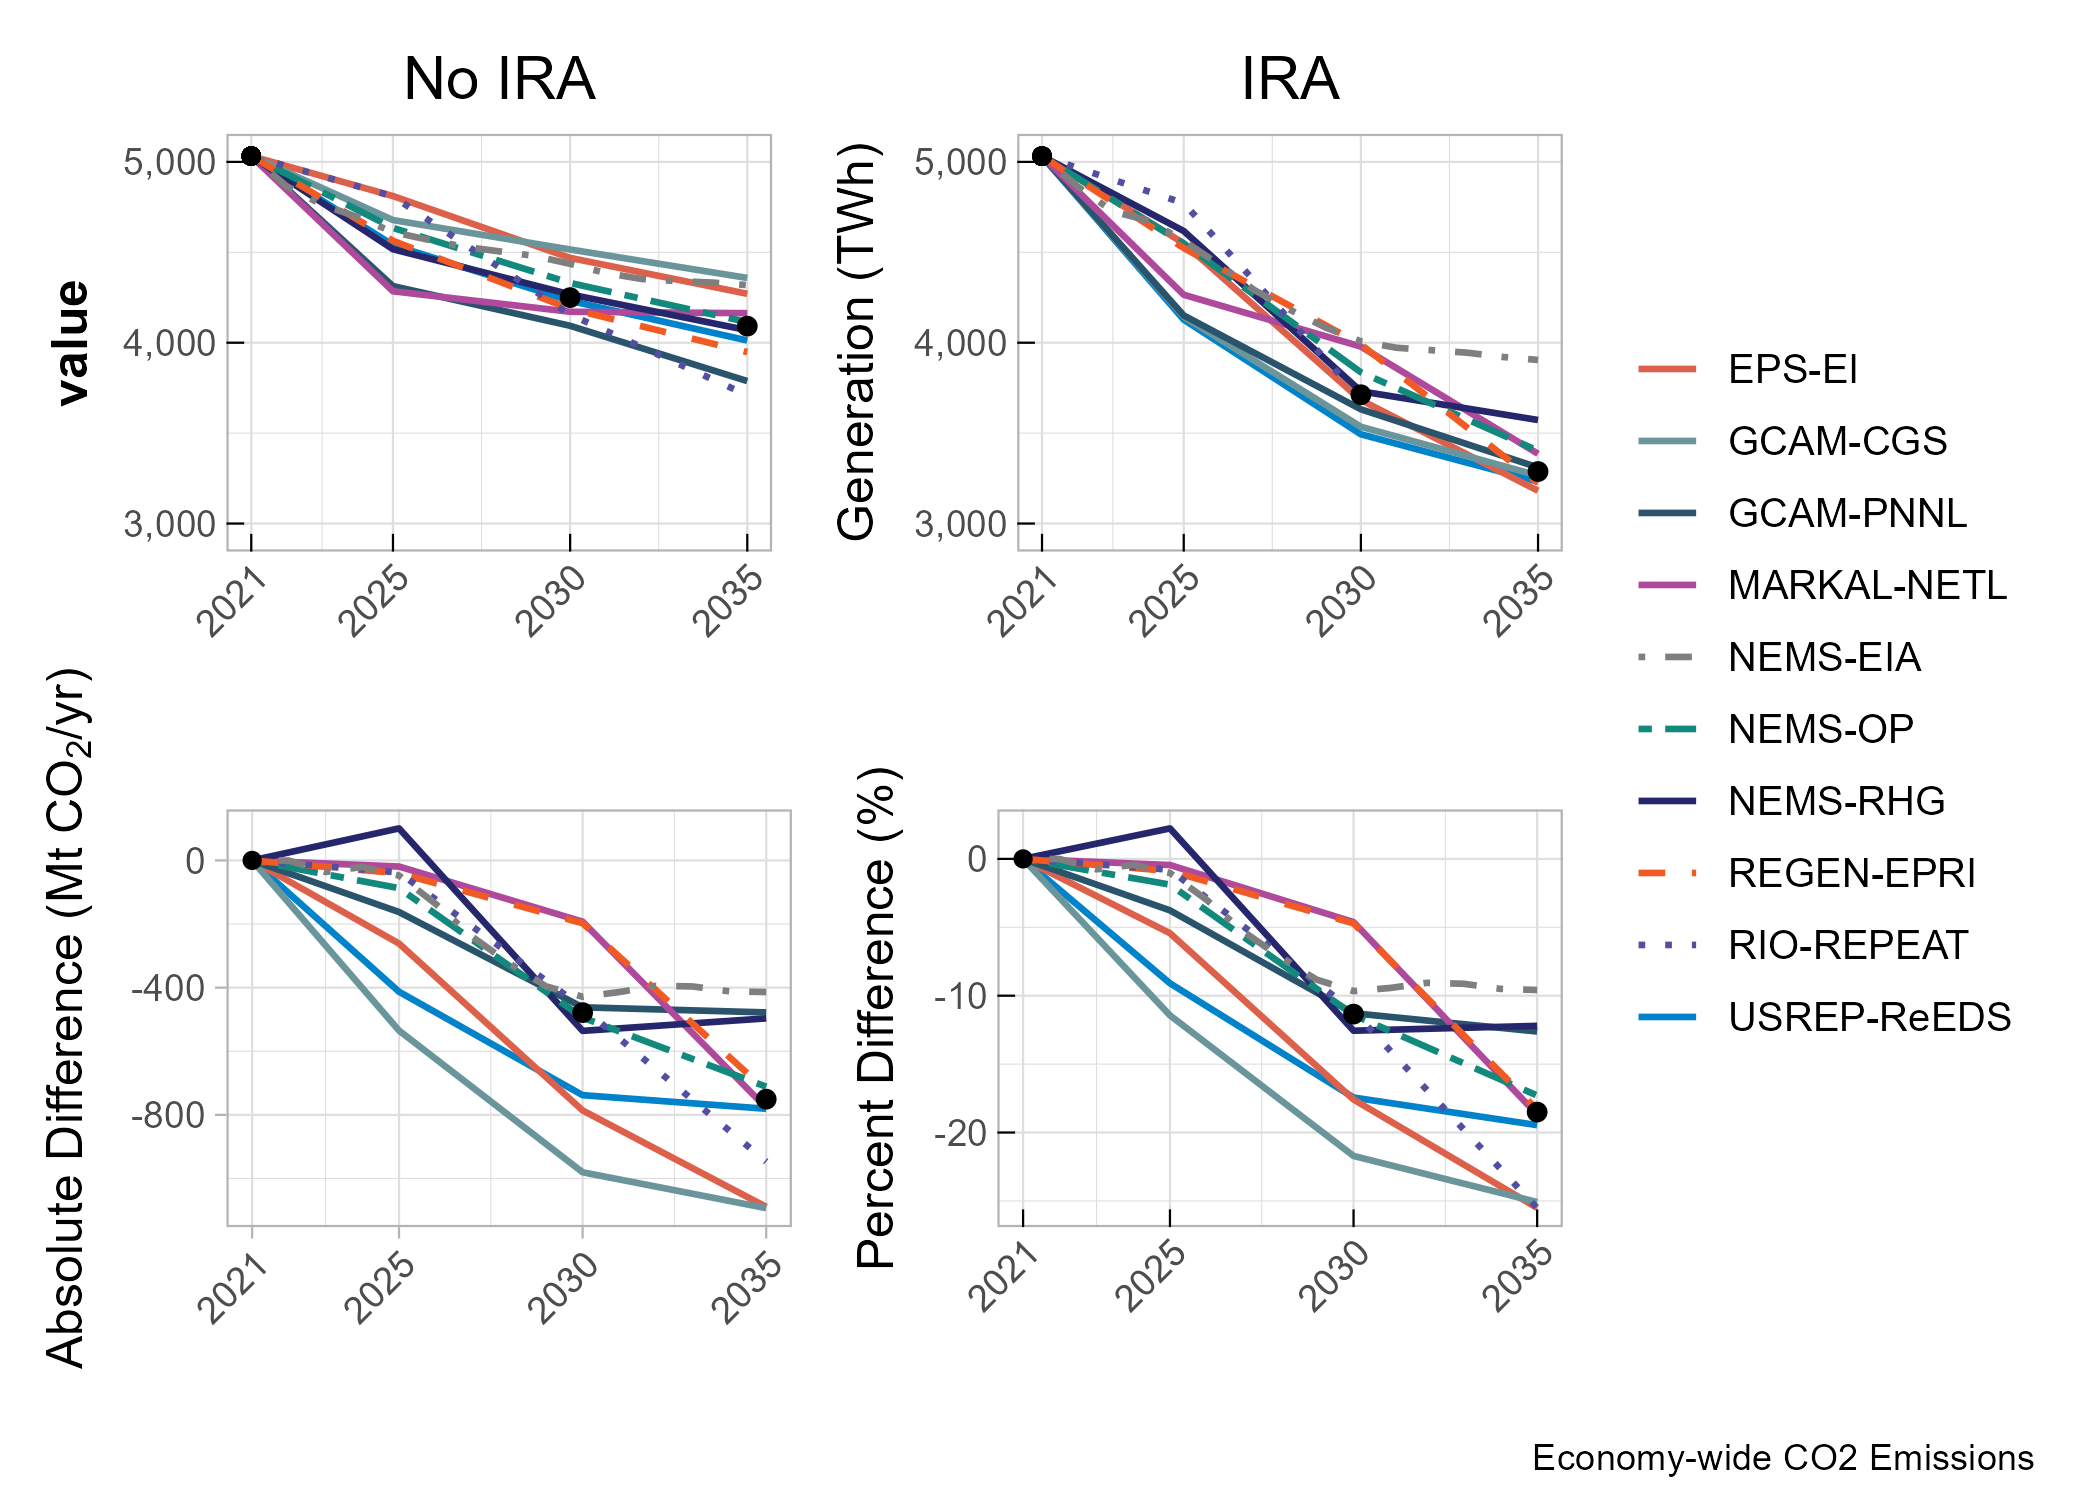 No IRA
IRA
value
5,000
4,000
3,000
2021
2025
2030
2035
Generation (TWh)
5,000
4,000
3,000
2021
2025
2030
2035
Absolute Difference (Mt CO₂/yr)
0
-400
-800
2021
2025
2030
2035
Percent Difference (%)
0
-10
-20
2021
2025
2030
2035
EPS-EI
GCAM-CGS
GCAM-PNNL
MARKAL-NETL
NEMS-EIA
NEMS-OP
NEMS-RHG
REGEN-EPRI
RIO-REPEAT
USREP-ReEDS
Economy-wide CO2 Emissions